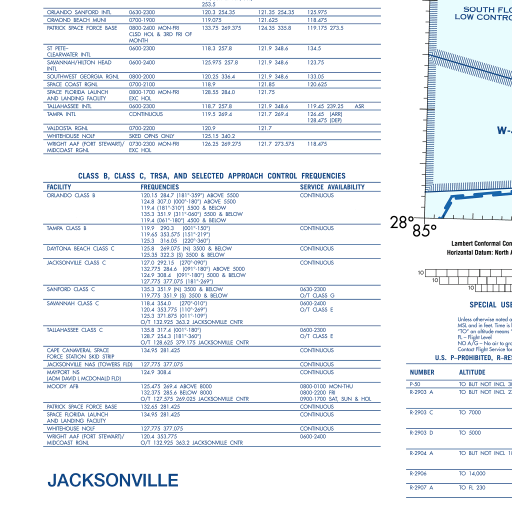 253.5
ORLANDO SANFORD INTL 0630-2300 120.3 254.35 121.35 254.35 125.975
ORMOND BEACH MUNI 0700-1900 119.075 121.625 118.475
PATRICK SPACE FORCE BASE 0800-2400 MON-FRI 133.75 269.375 124.35 335.8 119.175 273.5
CLSD HOL & 3RD FRI OF
MONTH
ST PETE– 0600-2300 118.3 257.8 121.9 348.6 134.5
CLEARWATER INTL
SAVANNAH/HILTON HEAD 0600-2400 125.975 257.8 121.9 348.6 123.75
INTL
SOUTHWEST GEORGIA RGNL 0800-2000 120.25 336.4 121.9 348.6 133.05
SPACE COAST RGNL 0700-2100 118.9 121.85 120.625
SPACE FLORIDA LAUNCH 0800-1700 MON-FRI 128.55 284.0 121.75
AND LANDING FACILITY EXC HOL
TALLAHASSEE INTL 0600-2300 118.7 257.8 121.9 348.6 119.45 239.25 ASR
TAMPA INTL CONTINUOUS 119.5 269.4 121.7 269.4 126.45 (ARR)
128.475 (DEP)
VALDOSTA RGNL 0700-2200 120.9 121.7
WHITEHOUSE NOLF SKED OPNS ONLY 125.15 340.2
WRIGHT AAF (FORT STEWART)/ 0730-2300 MON-FRI 126.25 269.275 121.7 273.575 118.475
MIDCOAST RGNL EXC HOL
CLASS B, CLASS C, TRSA, AND SELECTED APPROACH CONTROL FREQUENCIES
FACILITY FREQUENCIES SERVICE AVAILABILITY
ORLANDO CLASS B 120.15 284.7 (181°-359°) ABOVE 5500 CONTINUOUS
124.8 307.0 (000°-180°) ABOVE 5500
119.4 (181°-310°) 5500 & BELOW
135.3 351.9 (311°-060°) 5500 & BELOW
119.4 (061°-180°) 4500 & BELOW
TAMPA CLASS B 119.9 290.3 (001°-150°) CONTINUOUS
119.65 353.575 (151°-219°)
125.3 316.05 (220°-360°)
DAYTONA BEACH CLASS C 125.8 269.075 (N) 3500 & BELOW CONTINUOUS
125.35 322.3 (S) 3500 & BELOW
JACKSONVILLE CLASS C 127.0 292.15 (270°-090°) CONTINUOUS
132.775 284.6 (091°-180°) ABOVE 5000
124.9 308.4 (091°-180°) 5000 & BELOW
127.775 377.075 (181°-269°)
SANFORD CLASS C 135.3 351.9 (N) 3500 & BELOW 0630-2300
119.775 351.9 (S) 3500 & BELOW O/T CLASS G
SAVANNAH CLASS C 118.4 354.0 (270°-010°) 0600-2400
120.4 353.775 (110°-269°) O/T CLASS E
125.3 371.875 (011°-109°)
O/T 132.925 363.2 JACKSONVILLE CNTR
TALLAHASSEE CLASS C 135.8 317.4 (001°-180°) 0600-2300
128.7 254.3 (181°-360°) O/T CLASS E
O/T 128.625 379.175 JACKSONVILLE CNTR
CAPE CANAVERAL SPACE 134.95 281.425 CONTINUOUS
FORCE STATION SKID STRIP
JACKSONVILLE NAS (TOWERS FLD) 127.775 377.075 CONTINUOUS
MAYPORT NS 124.9 308.4 CONTINUOUS
(ADM DAVID L MCDONALD FLD)
MOODY AFB 125.475 269.4 ABOVE 8000 0800-0100 MON-THU
132.375 285.6 BELOW 8000 0800-2200 FRI
O/T 127.575 269.025 JACKSONVILLE CNTR 0900-1700 SAT, SUN & HOL
PATRICK SPACE FORCE BASE 132.65 281.425 CONTINUOUS
SPACE FLORIDA LAUNCH 134.95 281.425 CONTINUOUS
AND LANDING FACILITY
WHITEHOUSE NOLF 127.775 377.075 CONTINUOUS
WRIGHT AAF (FORT STEWART)/ 120.4 353.775 0600-2400
MIDCOAST RGNL O/T 132.925 363.2 JACKSONVILLE CNTR
JACKSONVILLE
SOUTH FLO
LOW CONTRO
W-
28°
85°
Lambert Conformal Con
Horizontal Datum: North A
10
10
10
SPECIAL USE
Unless otherwise noted a
MSL and in feet. Time is l
"TO" an altitude means "
FL – Flight Level
NO A/G – No air to grou
Contact Flight Service fo
U.S. P–PROHIBITED, R–RES
NUMBER ALTITUDE
P-50 TO BUT NOT INCL 30
R-2903 A TO BUT NOT INCL 2
R-2903 C TO 7000
R-2903 D TO 5000
R-2904 A TO BUT NOT INCL 1
R-2906 TO 14,000
R-2907 A TO FL 230